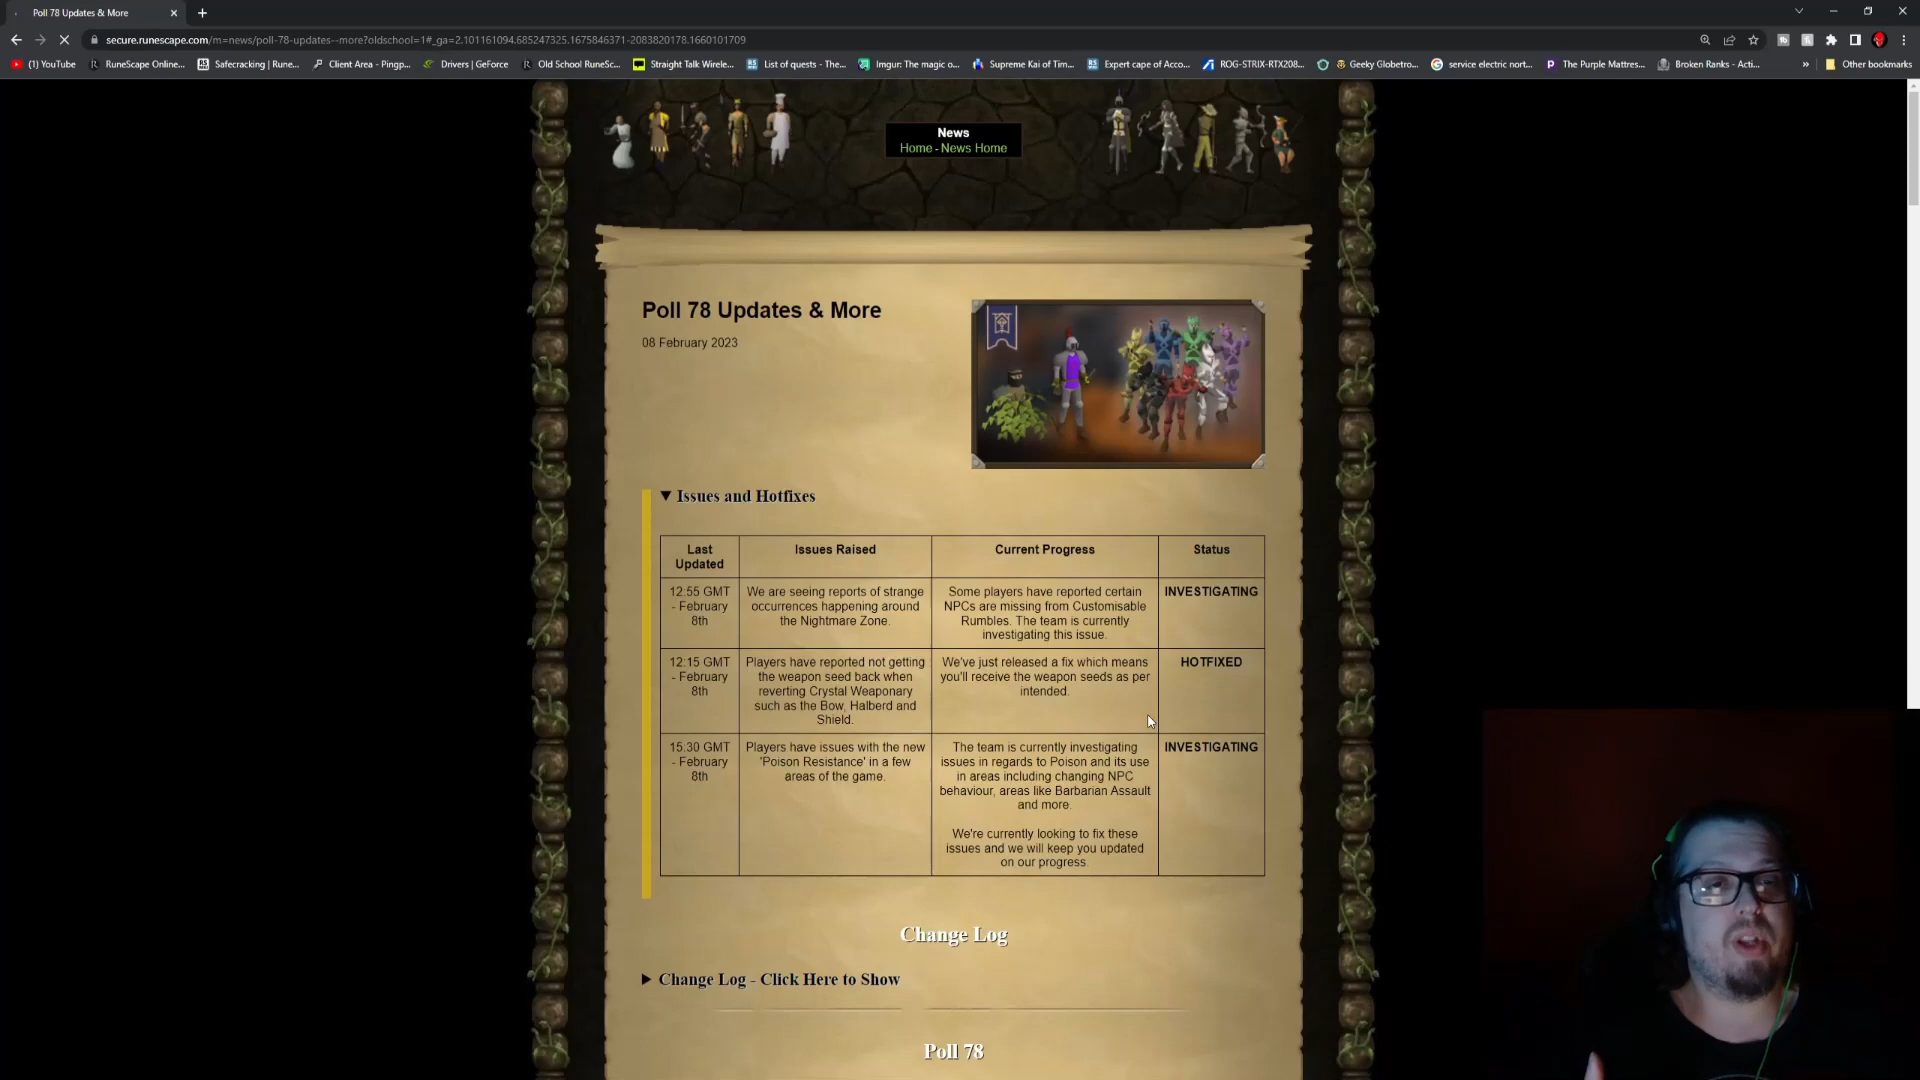 Poll 78 Updates & More
secure.runescape.com/m=news/poll-78-updates--more?oldschool=1#_ga=2.101161094.685247325.1675846371-2083820178.1660101709
(1) YouTube
RuneScape Online...
Safecracking | Rune...
Client Area - Pingp...
Drivers | GeForce
Old School RuneSc...
Straight Talk Wirele...
List of quests - The...
Imgur: The magic o...
Supreme Kai of Tim...
Expert cape of Acco...
ROG-STRIX-RTX208...
Geeky Globetro...
service electric nort...
The Purple Mattres...
Broken Ranks - Acti...
»
Other bookmarks
News
Home - News Home
Poll 78 Updates & More
08 February 2023
▼ Issues and Hotfixes
Last
Updated
Issues Raised
Current Progress
Status
12:55 GMT
- February
8th
We are seeing reports of strange
occurrences happening around
the Nightmare Zone.
Some players have reported certain
NPCs are missing from Customisable
Rumbles. The team is currently
investigating this issue.
INVESTIGATING
12:15 GMT
- February
8th
Players have reported not getting
the weapon seed back when
reverting Crystal Weaponary
such as the Bow, Halberd and
Shield.
We've just released a fix which means
you'll receive the weapon seeds as per
intended.
HOTFIXED
15:30 GMT
- February
8th
Players have issues with the new
'Poison Resistance' in a few
areas of the game.
The team is currently investigating
issues in regards to Poison and its use
in areas including changing NPC
behaviour, areas like Barbarian Assault
and more.
We're currently looking to fix these
issues and we will keep you updated
on our progress.
INVESTIGATING
Change Log
► Change Log - Click Here to Show
Poll 78